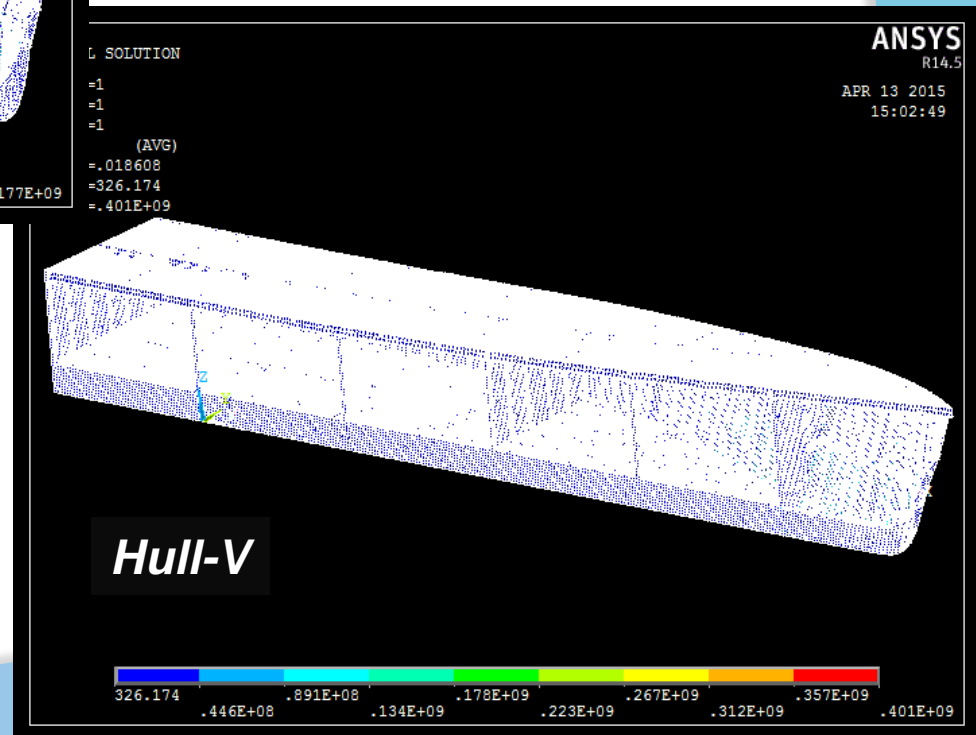 ANSYS
R14.5
L SOLUTION
APR 13 2015
15:02:49
=1
=1
=1
(AVG)
=.018608
=326.174
=.401E+09
177E+09
Z
Y
X
Hull-V
326.174 .891E+08 .178E+09 .267E+09 .357E+09
.446E+08 .134E+09 .223E+09 .312E+09 .401E+09